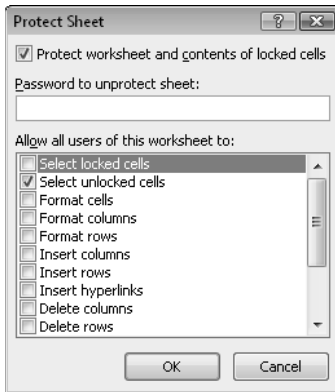 Protect Sheet
Protect worksheet and contents of locked cells
Password to unprotect sheet:
Allow all users of this worksheet to:
Select locked cells
Select unlocked cells
Format cells
Format columns
Format rows
Insert columns
Insert rows
Insert hyperlinks
Delete columns
Delete rows
OK Cancel